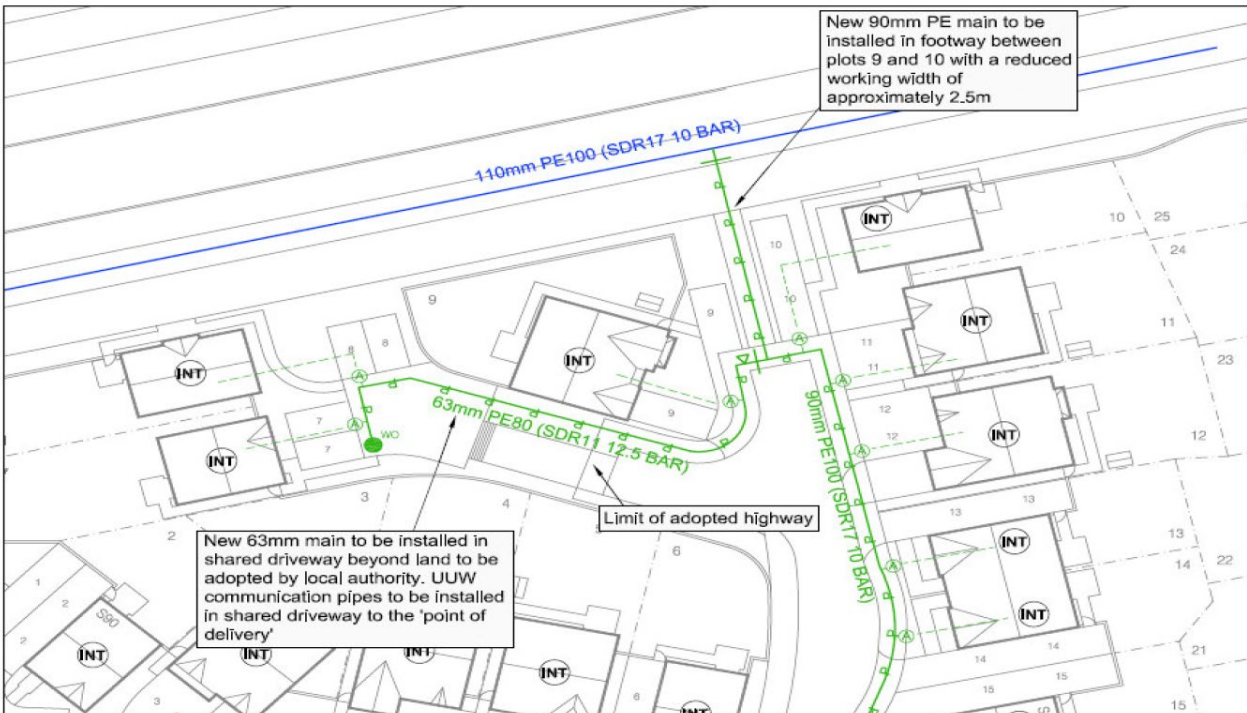 New 90mm PE main to be
installed in footway between
plots 9 and 10 with a reduced
working width of
approximately 2.5m
110mm PE100 (SDR17 10 BAR)
INT
10
25
24
10
10
9
9
INT
11
11
11
23
INT
8
8
INT
A
A
A
63mm PE80 (SDR11 12.5 BAR)
9
A
12
12
INT
12
A
7
7
WO
INT
A
90mm PE100 (SDR17 10 BAR)
Limit of adopted highway
2
3
4
5
6
13
13
13
14
22
INT
INT
A
A
New 63mm main to be installed in
shared driveway beyond land to be
adopted by local authority. UUW
communication pipes to be installed
in shared driveway to the 'point of
delivery'
1
2
2
S90
INT
INT
INT
INT
INT
3
6
14
14
15
15
21
15